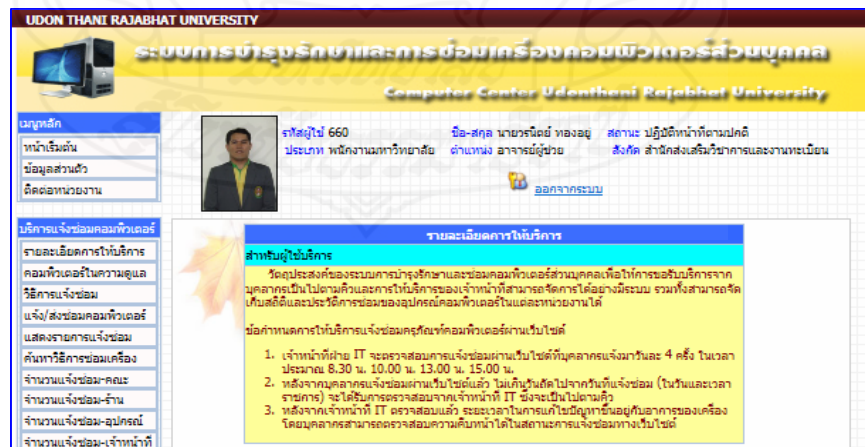 UDON THANI RAJABHAT UNIVERSITY
ระบบการบำรุงรักษาและการซ่อมเครื่องคอมพิวเตอร์ส่วนบุคคล
Computer Center Udonthani Rajabhat University
เมนูหลัก
หน้าเริ่มต้น
ข้อมูลส่วนตัว
ติดต่อหน่วยงาน
รหัสผู้ใช้ 660 ชื่อ-สกุล นายวรนิตย์ ทองอยู่ สถานะ ปฏิบัติหน้าที่ตามปกติ
ประเภท พนักงานมหาวิทยาลัย ตำแหน่ง อาจารย์ผู้ช่วย สังกัด สำนักส่งเสริมวิชาการและงานทะเบียน
ออกจากระบบ
บริการแจ้งซ่อมคอมพิวเตอร์
รายละเอียดการให้บริการ
คอมพิวเตอร์ในความดูแล
วิธีการแจ้งซ่อม
แจ้ง/ส่งซ่อมคอมพิวเตอร์
แสดงรายการแจ้งซ่อม
ค้นหาวิธีการซ่อมเครื่อง
จำนวนแจ้งซ่อม-คณะ
จำนวนแจ้งซ่อม-ร้าน
จำนวนแจ้งซ่อม-อุปกรณ์
จำนวนแจ้งซ่อม-เจ้าหน้าที่
รายละเอียดการให้บริการ
สำหรับผู้ใช้บริการ
วัตถุประสงค์ของระบบการบำรุงรักษาและซ่อมคอมพิวเตอร์ส่วนบุคคลเพื่อให้การขอรับบริการจาก
บุคลากรเป็นไปตามคิวและการให้บริการของเจ้าหน้าที่สามารถจัดการได้อย่างมีระบบ รวมทั้งสามารถจัด
เก็บสถิติและประวัติการซ่อมของอุปกรณ์คอมพิวเตอร์ในแต่ละหน่วยงานได้
ข้อกำหนดการให้บริการแจ้งซ่อมครุภัณฑ์คอมพิวเตอร์ผ่านเว็บไซต์
1. เจ้าหน้าที่ฝ่าย IT จะตรวจสอบการแจ้งซ่อมผ่านเว็บไซต์ที่บุคลากรแจ้งมาวันละ 4 ครั้ง ในเวลา
ประมาณ 8.30 น. 10.00 น. 13.00 น. 15.00 น.
2. หลังจากบุคลากรแจ้งซ่อมผ่านเว็บไซต์แล้ว ไม่เกินวันถัดไปจากวันที่แจ้งซ่อม (ในวันและเวลา
ราชการ) จะได้รับการตรวจสอบจากเจ้าหน้าที่ IT ซึ่งจะเป็นไปตามคิว
3. หลังจากเจ้าหน้าที่ IT ตรวจสอบแล้ว ระยะเวลาในการแก้ไขปัญหาขึ้นอยู่กับอาการของเครื่อง
โดยบุคลากรสามารถตรวจสอบความคืบหน้าได้ในสถานะการแจ้งซ่อมทางเว็บไซต์